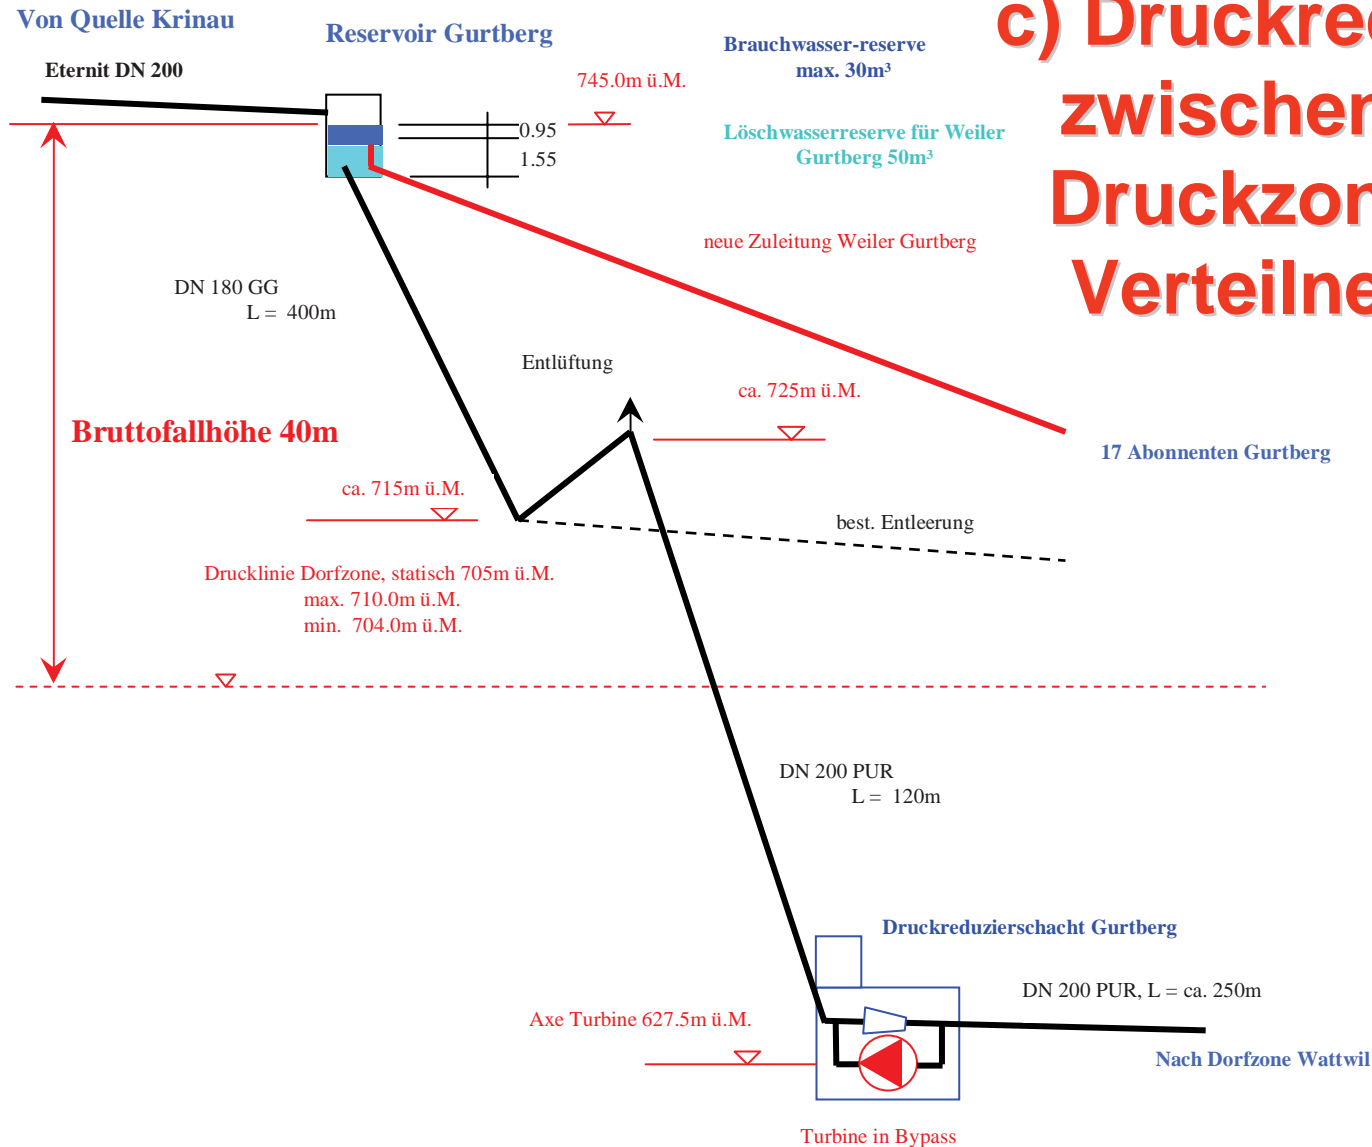 Von Quelle Krinau
Reservoir Gurtberg
Eternit DN 200
745.0m ü.M.
0.95
1.55
Brauchwasser-reserve
max. 30m³
Löschwasserreserve für Weiler
Gurtberg 50m³
c) Druckre
zwischen
Druckzon
Verteilne
neue Zuleitung Weiler Gurtberg
DN 180 GG
L = 400m
Entlüftung
ca. 725m ü.M.
Bruttofallhöhe 40m
17 Abonnenten Gurtberg
ca. 715m ü.M.
best. Entleerung
Drucklinie Dorfzone, statisch 705m ü.M.
max. 710.0m ü.M.
min. 704.0m ü.M.
DN 200 PUR
L = 120m
Druckreduzierschacht Gurtberg
DN 200 PUR, L = ca. 250m
Axe Turbine 627.5m ü.M.
Nach Dorfzone Wattwil
Turbine in Bypass